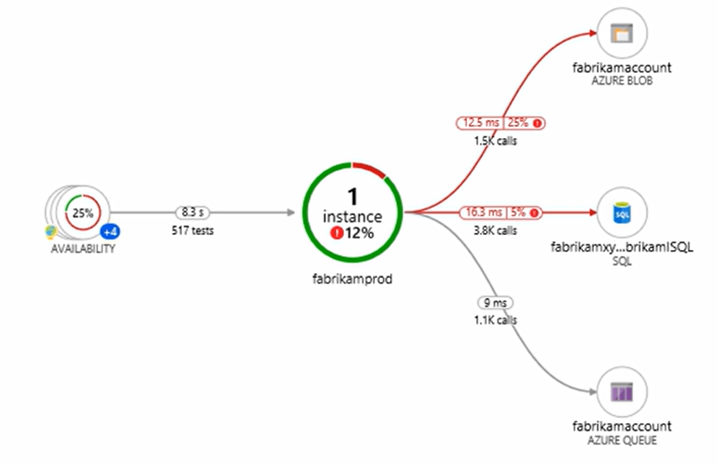 fabrikamaccount
AZURE BLOB
12.5 ms | 25% !
1.5K calls
25%
+4
AVAILABILITY
8.3 s
517 tests
1
instance
! 12%
fabrikamprod
16.3 ms | 5% !
3.8K calls
SQL
fabrikamxy...brikamlSQL
SQL
9 ms
1.1K calls
fabrikamaccount
AZURE QUEUE